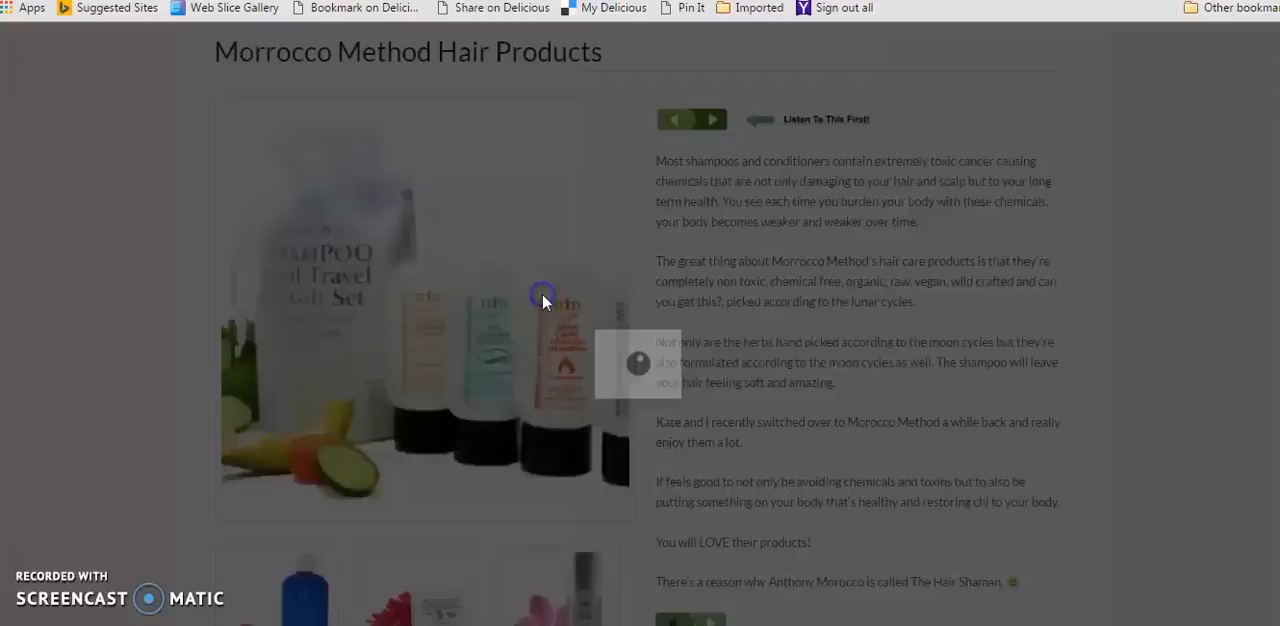 Apps Suggested Sites Web Slice Gallery Bookmark on Delici... Share on Delicious My Delicious Pin It Imported Sign out all Other bookma
Morrocco Method Hair Products
Listen To This First!
Most shampoos and conditioners contain extremely toxic cancer causing
chemicals that are not only damaging to your hair and scalp but to your long
term health. You see each time you burden your body with these chemicals,
your body becomes weaker and weaker over time.
The great thing about Morrocco Method's hair care products is that they're
completely non toxic, chemical free, organic, raw, vegan, wild crafted and can
you get this?, picked according to the lunar cycles.
Not only are the herbs hand picked according to the moon cycles but they're
also formulated according to the moon cycles as well. The shampoo will leave
your hair feeling soft and amazing.
Kate and I recently switched over to Morocco Method a while back and really
enjoy them a lot.
If feels good to not only be avoiding chemicals and toxins but to also be
putting something on your body that's healthy and restoring chi to your body.
You will LOVE their products!
There's a reason why Anthony Morocco is called The Hair Shaman.
AMPOO
al Travel
Gift Set
RECORDED WITH
SCREENCAST MATIC